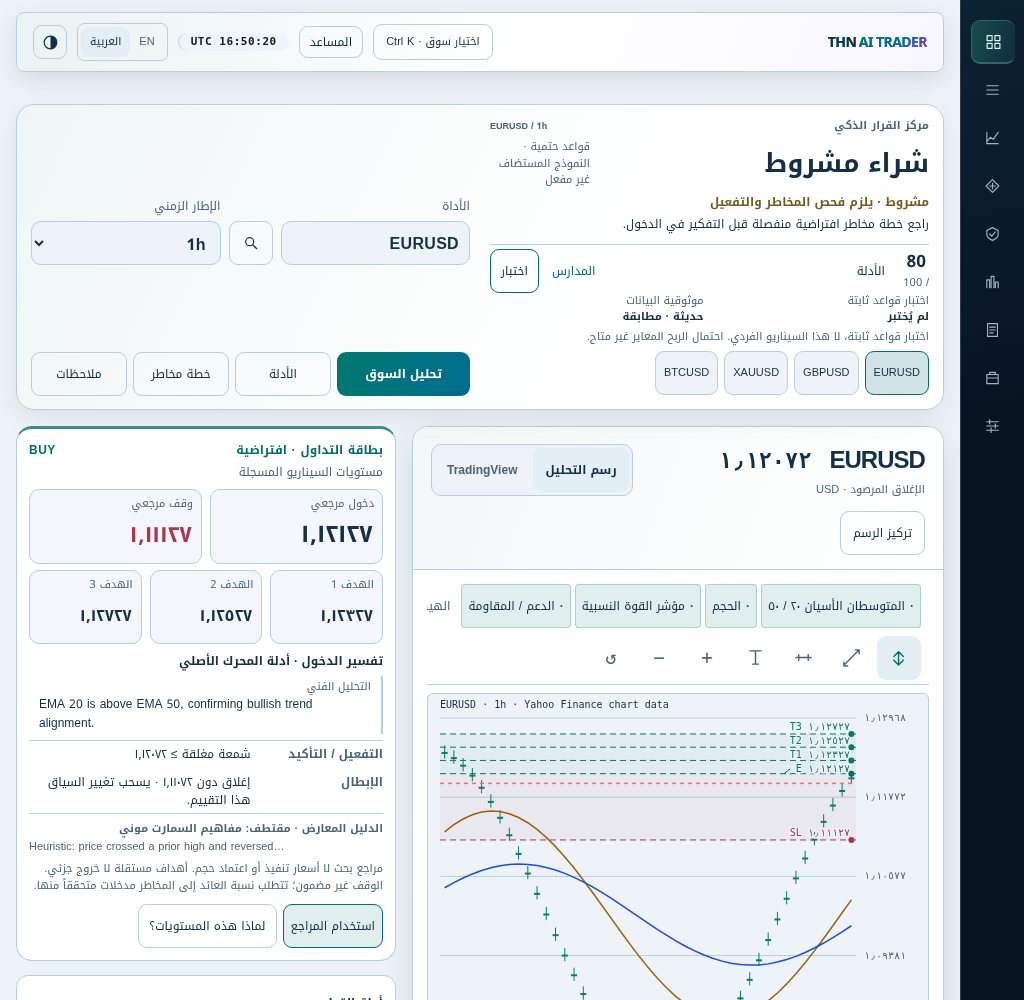 THN AI TRADER
اختيار سوق · Ctrl K
المساعد
UTC 16:50:20
EN
العربية
مركز القرار الذكي
EURUSD / 1h
شراء مشروط
قواعد حتمية ·
النموذج المستضاف
غير مفعل
مشروط · يلزم فحص المخاطر والتفعيل
راجع خطة مخاطر افتراضية منفصلة قبل التفكير في الدخول.
80
/ 100
الأدلة
المدارس
اختبار
اختبار قواعد ثابتة
لم يُختبر
موثوقية البيانات
حديثة · مطابقة
اختبار قواعد ثابتة، لا هذا السيناريو الفردي. احتمال الربح المعاير غير متاح.
EURUSD
GBPUSD
XAUUSD
BTCUSD
الأداة
EURUSD
الإطار الزمني
1h
تحليل السوق
الأدلة
خطة مخاطر
ملاحظات
EURUSD ١٫١٢٠٧٢
الإغلاق المرصود · USD
رسم التحليل
TradingView
تركيز الرسم
· المتوسطان الأسيان ٢٠ / ٥٠
· الحجم
· مؤشر القوة النسبية
· الدعم / المقاومة
EURUSD · 1h · Yahoo Finance chart data
١٫١٢٩٦٨
T3 ١٫١٢٧٢٧
T2 ١٫١٢٥٢٧
T1 ١٫١٢٣٢٧
E ١٫١٢١٢٧
١٫١١٧٧٢
SL ١٫١١١٢٧
١٫١٠٥٧٧
١٫٠٩٣٨١
بطاقة التداول · افتراضية
BUY
مستويات السيناريو المسجلة
دخول مرجعي
١٫١٢١٢٧
وقف مرجعي
١٫١١١٢٧
الهدف 1
١٫١٢٣٢٧
الهدف 2
١٫١٢٥٢٧
الهدف 3
١٫١٢٧٢٧
تفسير الدخول · أدلة المحرك الأصلي
التحليل الفني
EMA 20 is above EMA 50, confirming bullish trend
alignment.
التفعيل / التأكيد
شمعة مغلقة ≥ ١٫١٢٠٧٢
الإبطال
إغلاق دون ١٫١١٠٧٢ · يسحب تغيير السياق
هذا التقييم.
الدليل المعارض · مقتطف: مفاهيم السمارت موني
Heuristic: price crossed a prior high and reversed…
مراجع بحث لا أسعار تنفيذ أو اعتماد حجم. أهداف مستقلة لا خروج جزئي.
الوقف غير مضمون؛ تتطلب نسبة العائد إلى المخاطر مدخلات متحققاً منها.
استخدام المراجع
لماذا هذه المستويات؟